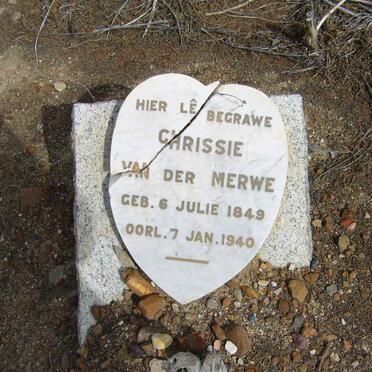 HIER LÊ BEGRAWE
CHRISSIE
VAN DER MERWE
GEB. 6 JULIE 1849
OORL. 7 JAN. 1940